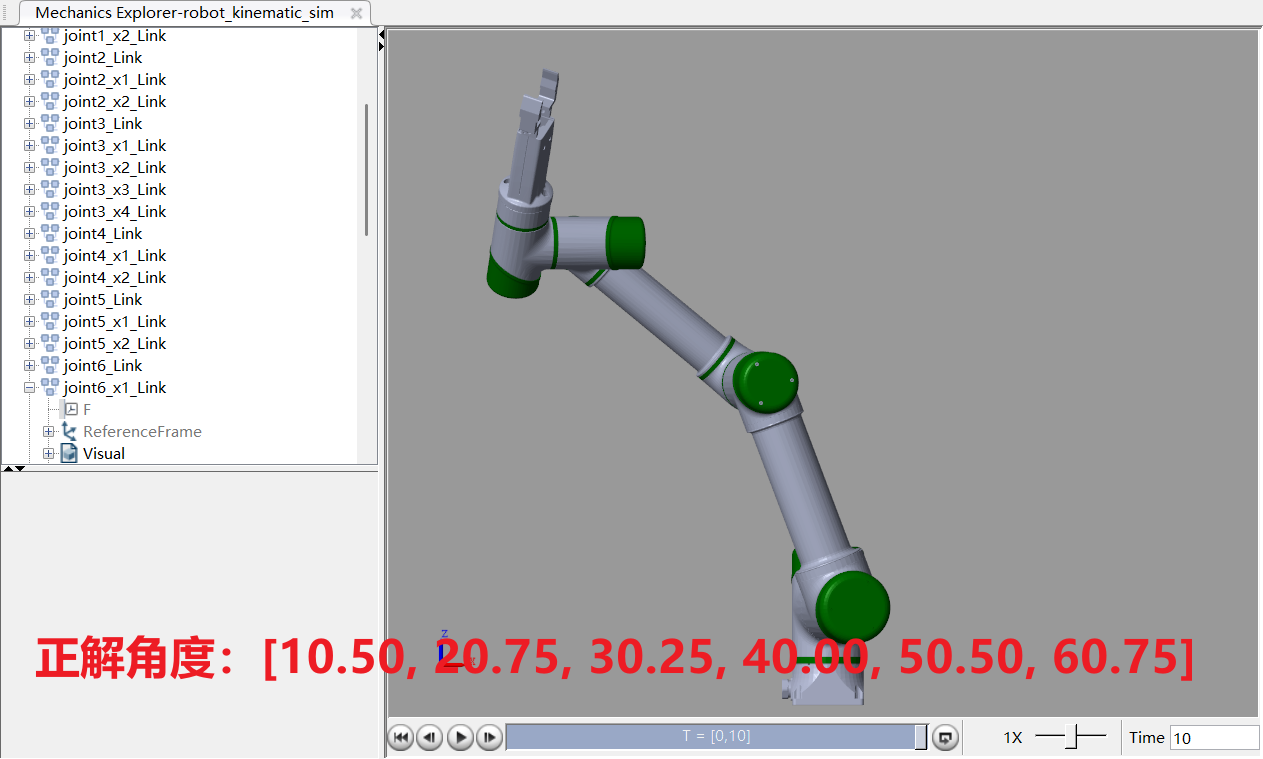 Mechanics Explorer-robot_kinematic_sim
joint1_x2_Link
joint2_Link
joint2_x1_Link
joint2_x2_Link
joint3_Link
joint3_x1_Link
joint3_x2_Link
joint3_x3_Link
joint3_x4_Link
joint4_Link
joint4_x1_Link
joint4_x2_Link
joint5_Link
joint5_x1_Link
joint5_x2_Link
joint6_Link
joint6_x1_Link
F
ReferenceFrame
Visual
z
正解角度：[10.50, 20.75, 30.25, 40.00, 50.50, 60.75]
T = [0,10]
1X
Time 10